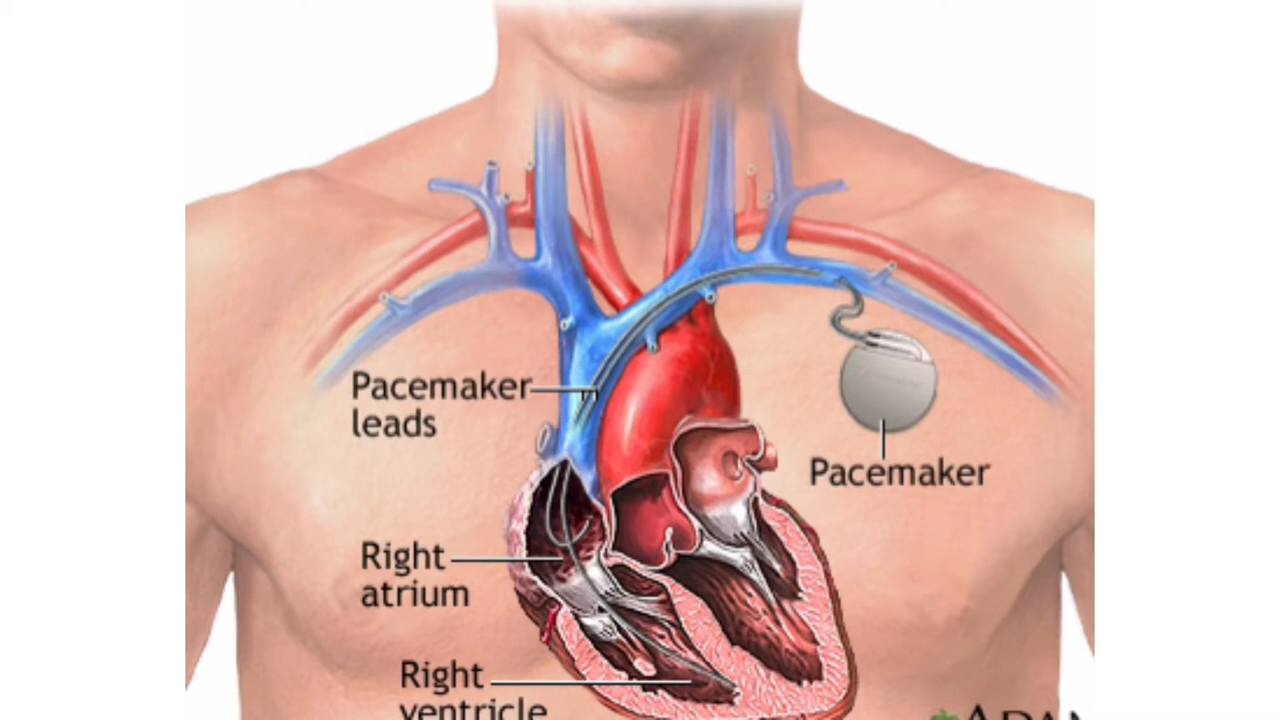 Pacemaker
leads
Pacemaker
Right
atrium
Right
ventricle